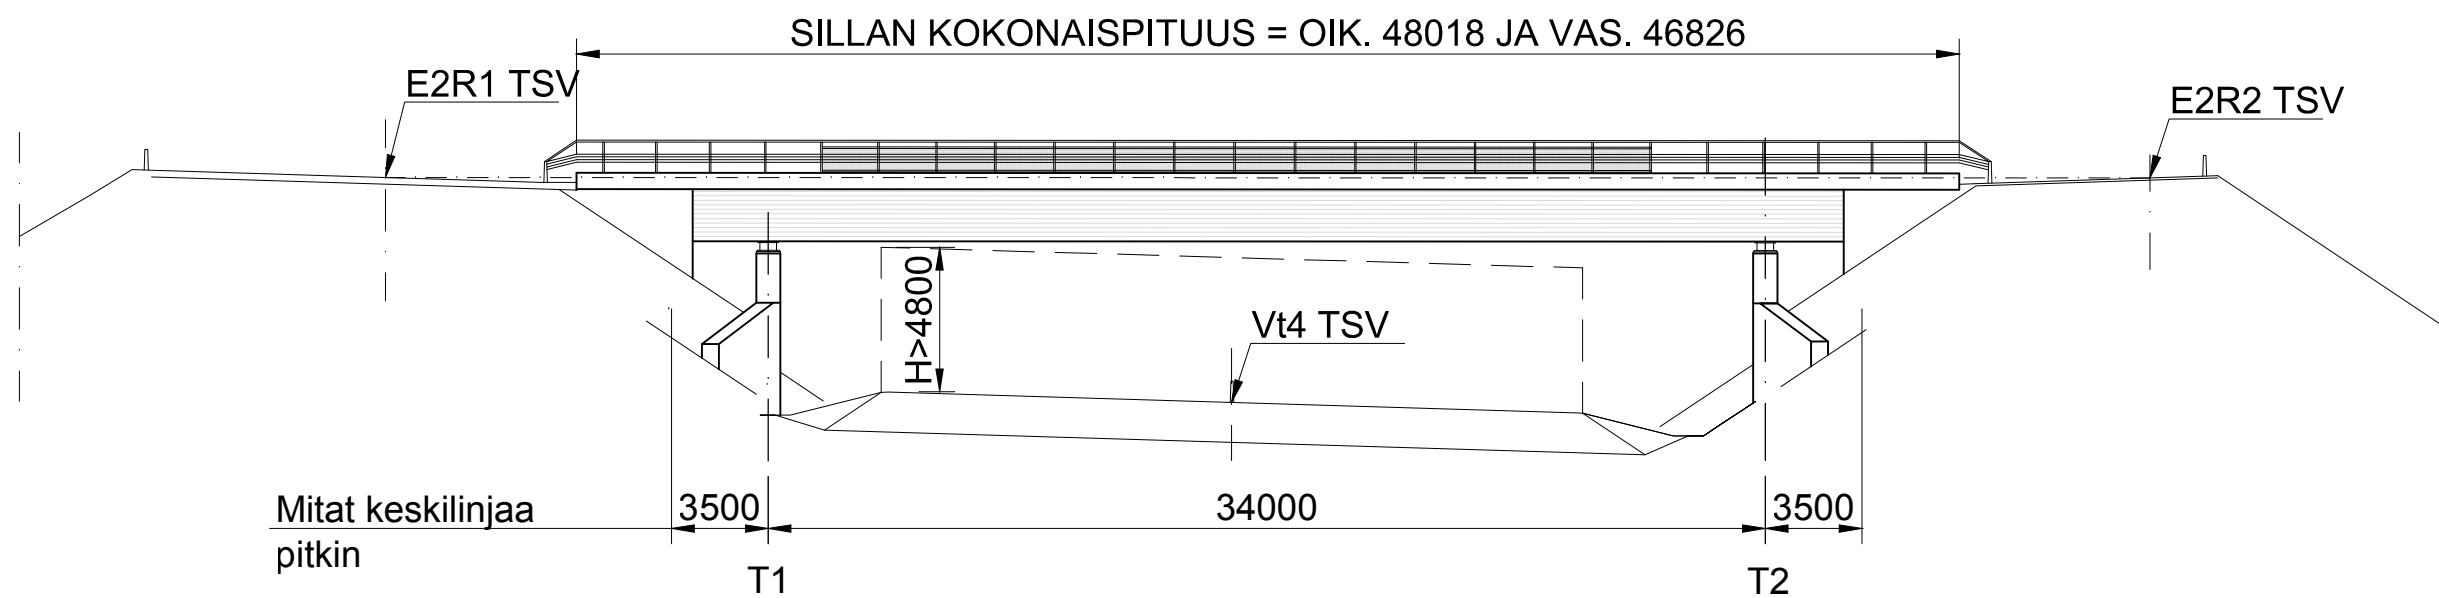 SILLAN KOKONAISPITUUS = OIK. 48018 JA VAS. 46826
E2R1 TSV
E2R2 TSV
H>4800
Vt4 TSV
Mitat keskilinjaa
pitkin
3500
34000
3500
T1
T2